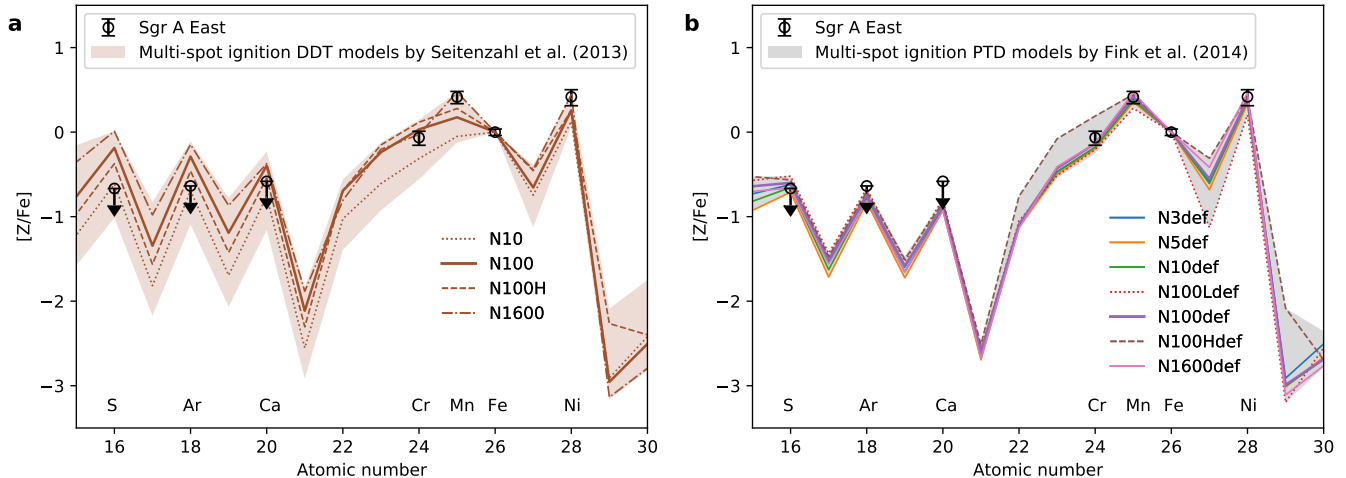 a
Sgr A East
Multi-spot ignition DDT models by Seitenzahl et al. (2013)
[Z/Fe]
1
0
−1
−2
−3
N10
N100
N100H
N1600
S Ar Ca Cr Mn Fe Ni
16 18 20 22 24 26 28 30
Atomic number
b
Sgr A East
Multi-spot ignition PTD models by Fink et al. (2014)
[Z/Fe]
1
0
−1
−2
−3
N3def
N5def
N10def
N100Ldef
N100def
N100Hdef
N1600def
S Ar Ca Cr Mn Fe Ni
16 18 20 22 24 26 28 30
Atomic number